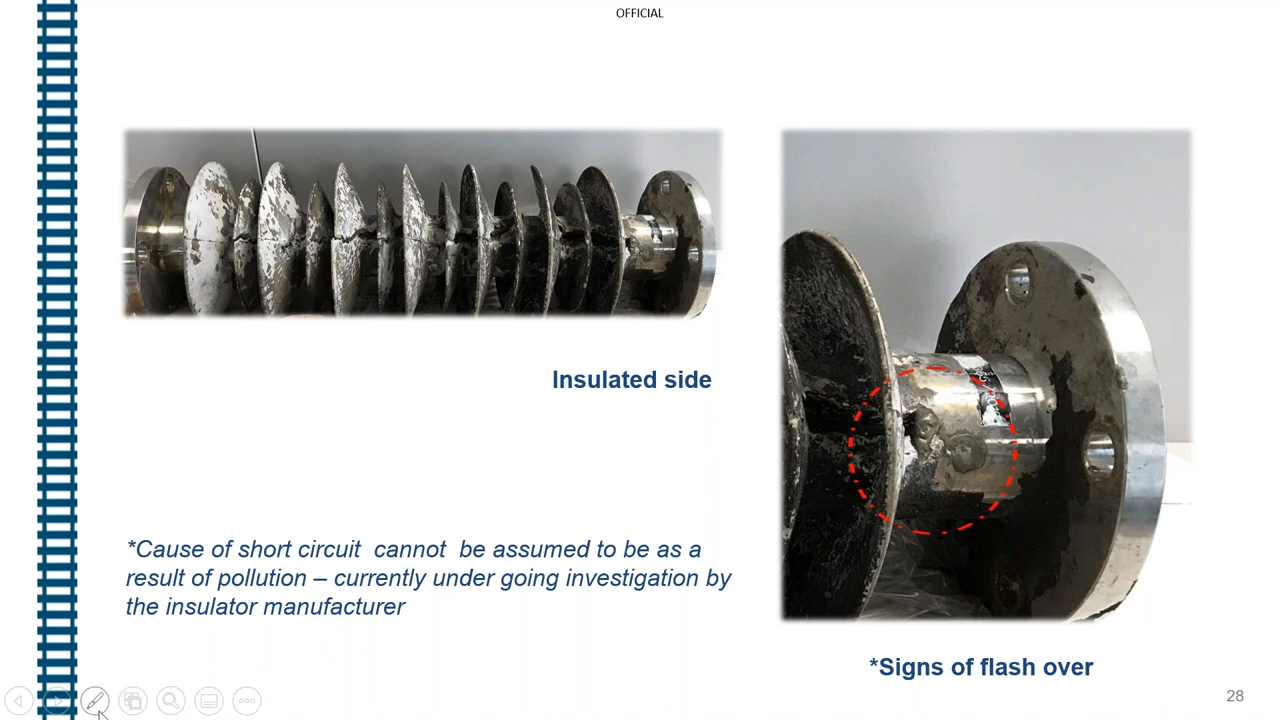 OFFICIAL
Insulated side
*Cause of short circuit cannot be assumed to be as a
result of pollution – currently under going investigation by
the insulator manufacturer
*Signs of flash over
28